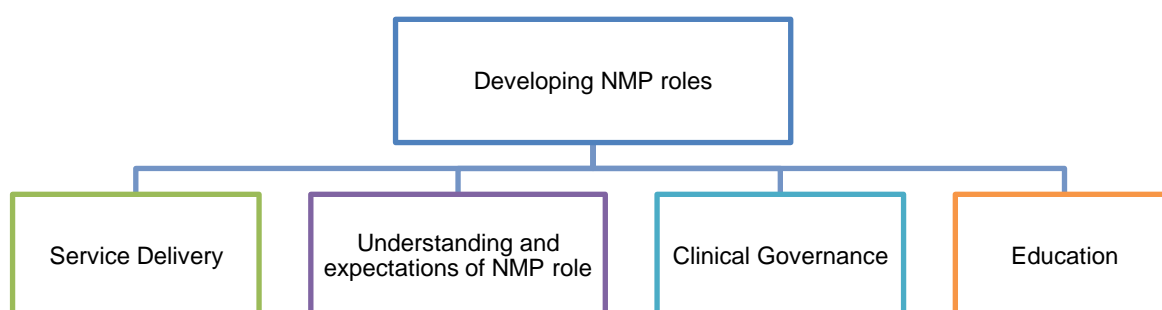 Developing NMP roles
Service Delivery
Understanding and
expectations of NMP role
Clinical Governance
Education